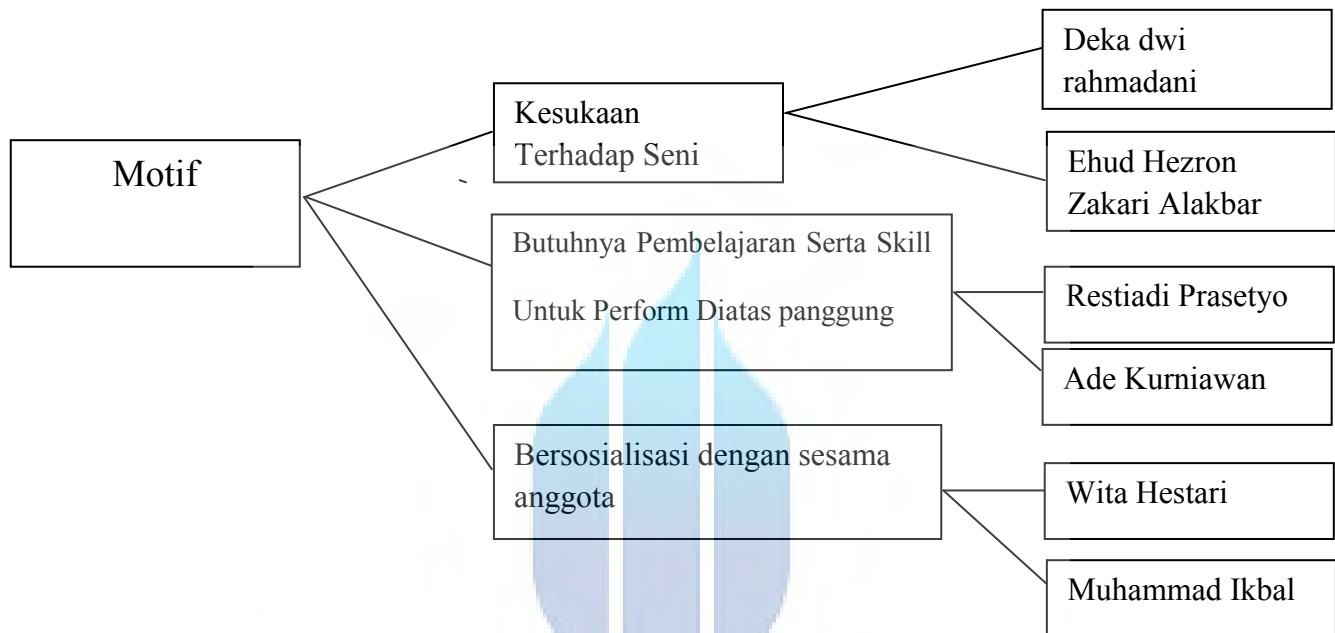 Motif
Kesukaan
Terhadap Seni
Deka dwi
rahmadani
Ehud Hezron
Zakari Alakbar
Butuhnya Pembelajaran Serta Skill
Untuk Perform Diatas panggung
Restiadi Prasetyo
Ade Kurniawan
Bersosialisasi dengan sesama
anggota
Wita Hestari
Muhammad Ikbal